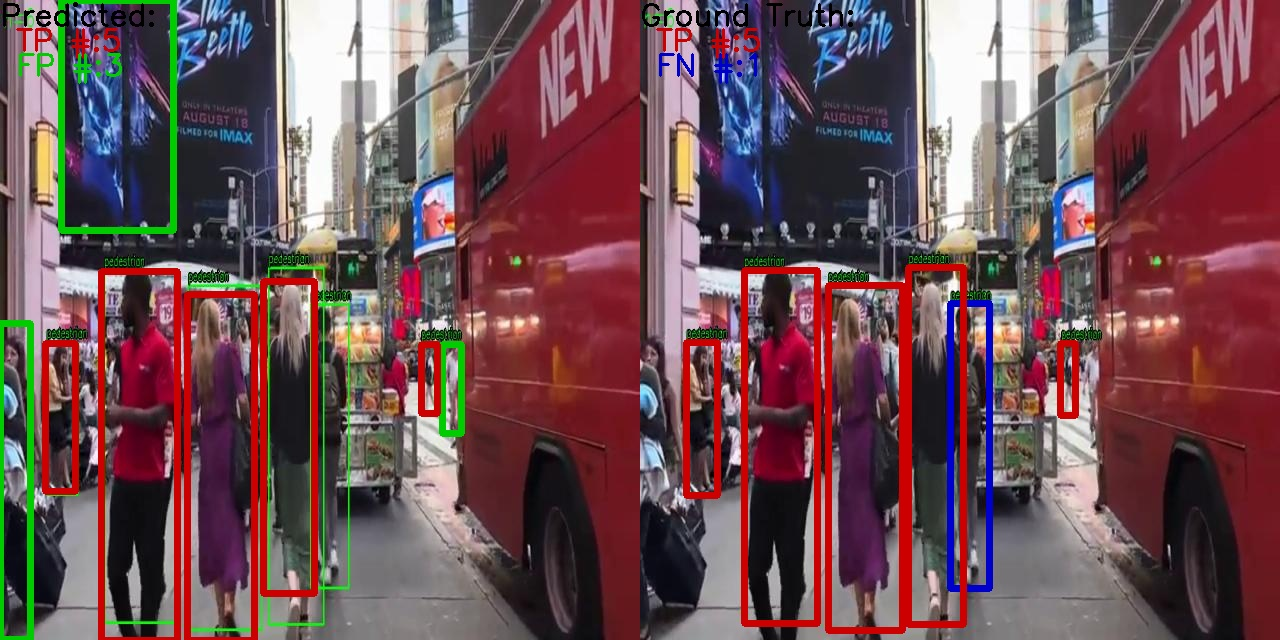 Predicted:
TP #:5
FP #:3
Blue
Beetle
ONLY IN THEATERS
AUGUST 18
FILMED FOR IMAX
NEW
pedestrian
pedestrian
pedestrian
pedestrian
pedestrian
pedestrian
Ground Truth:
TP #:5
FN #:1
Blue
Beetle
ONLY IN THEATERS
AUGUST 18
FILMED FOR IMAX
NEW
pedestrian
pedestrian
pedestrian
pedestrian
pedestrian
pedestrian